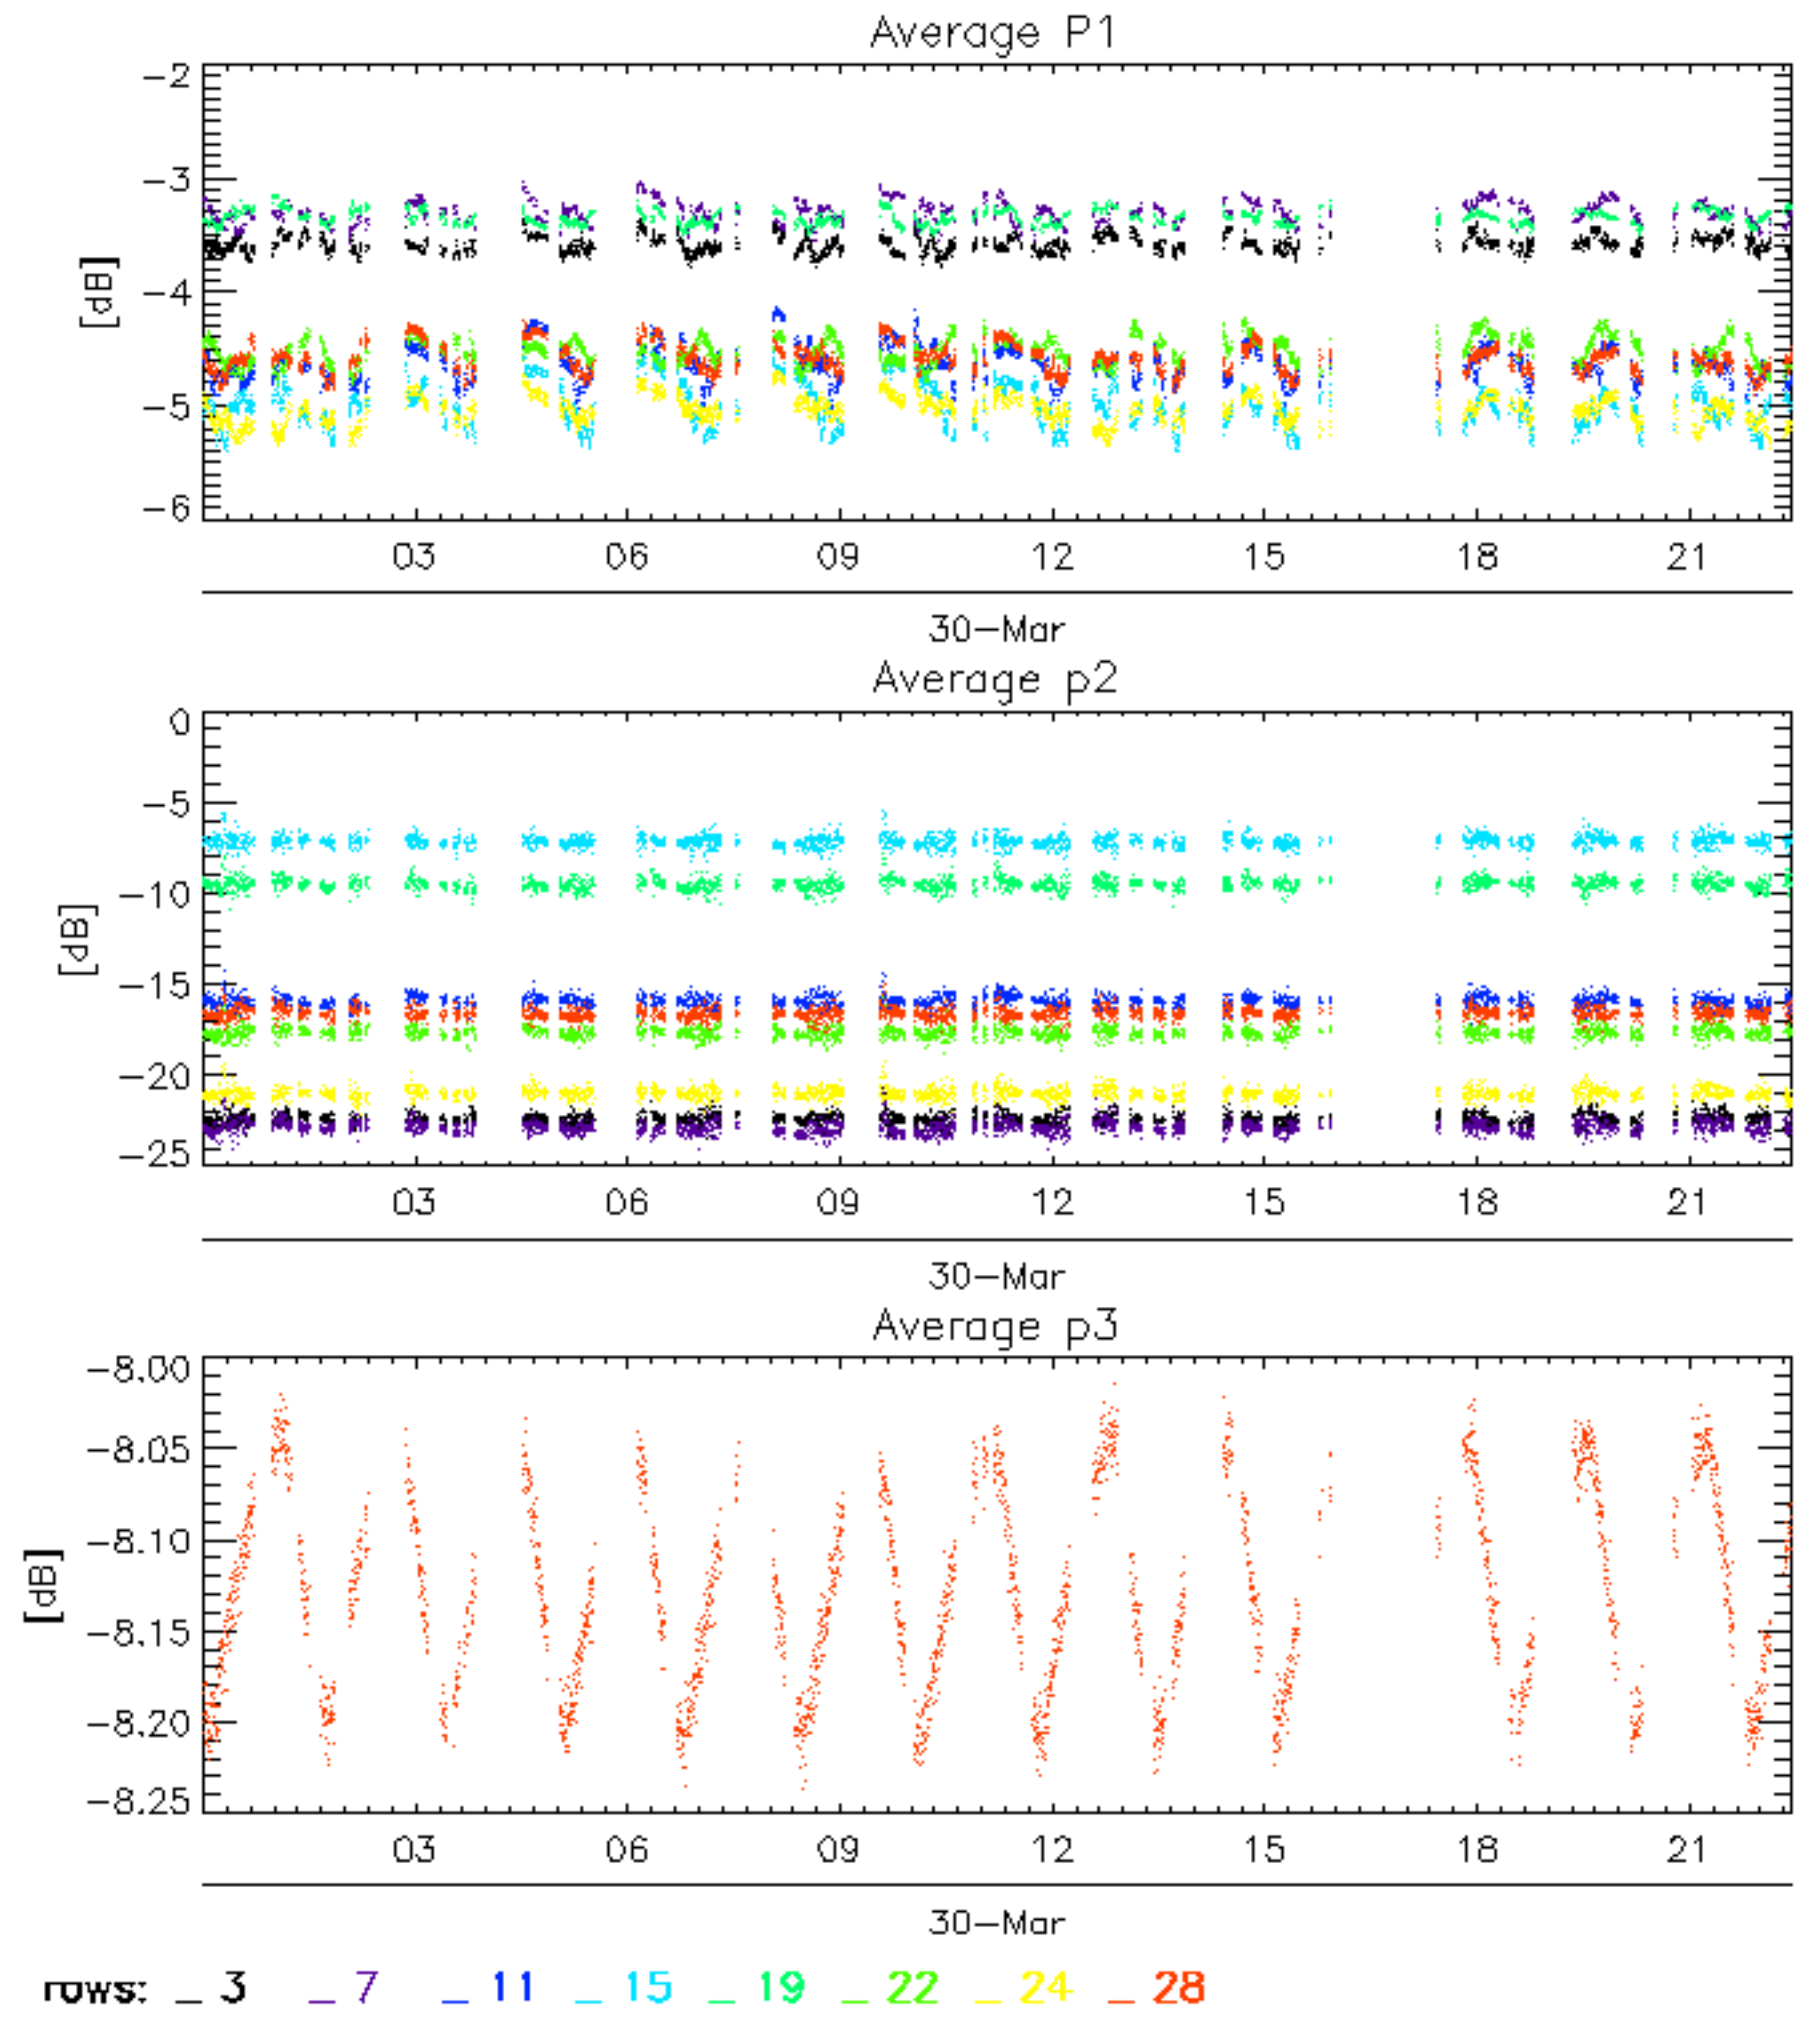 Average P1
-2
-3
-4
-5
-6
[dB]
03 06 09 12 15 18 21
30-Mar
Average p2
0
-5
-10
-15
-20
-25
[dB]
03 06 09 12 15 18 21
30-Mar
Average p3
-8.00
-8.05
-8.10
-8.15
-8.20
-8.25
[dB]
03 06 09 12 15 18 21
30-Mar
rows: _ 3 _ 7 _ 11 _ 15 _ 19 _ 22 _ 24 _ 28